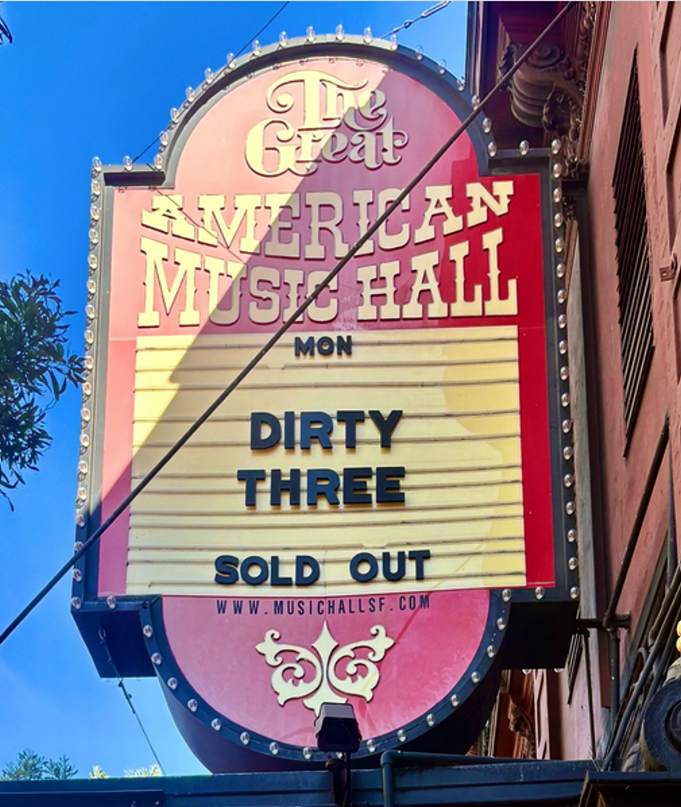 The
Great
AMERICAN
MUSIC HALL
MON
DIRTY
THREE
SOLD OUT
WWW.MUSICHALLSF.COM